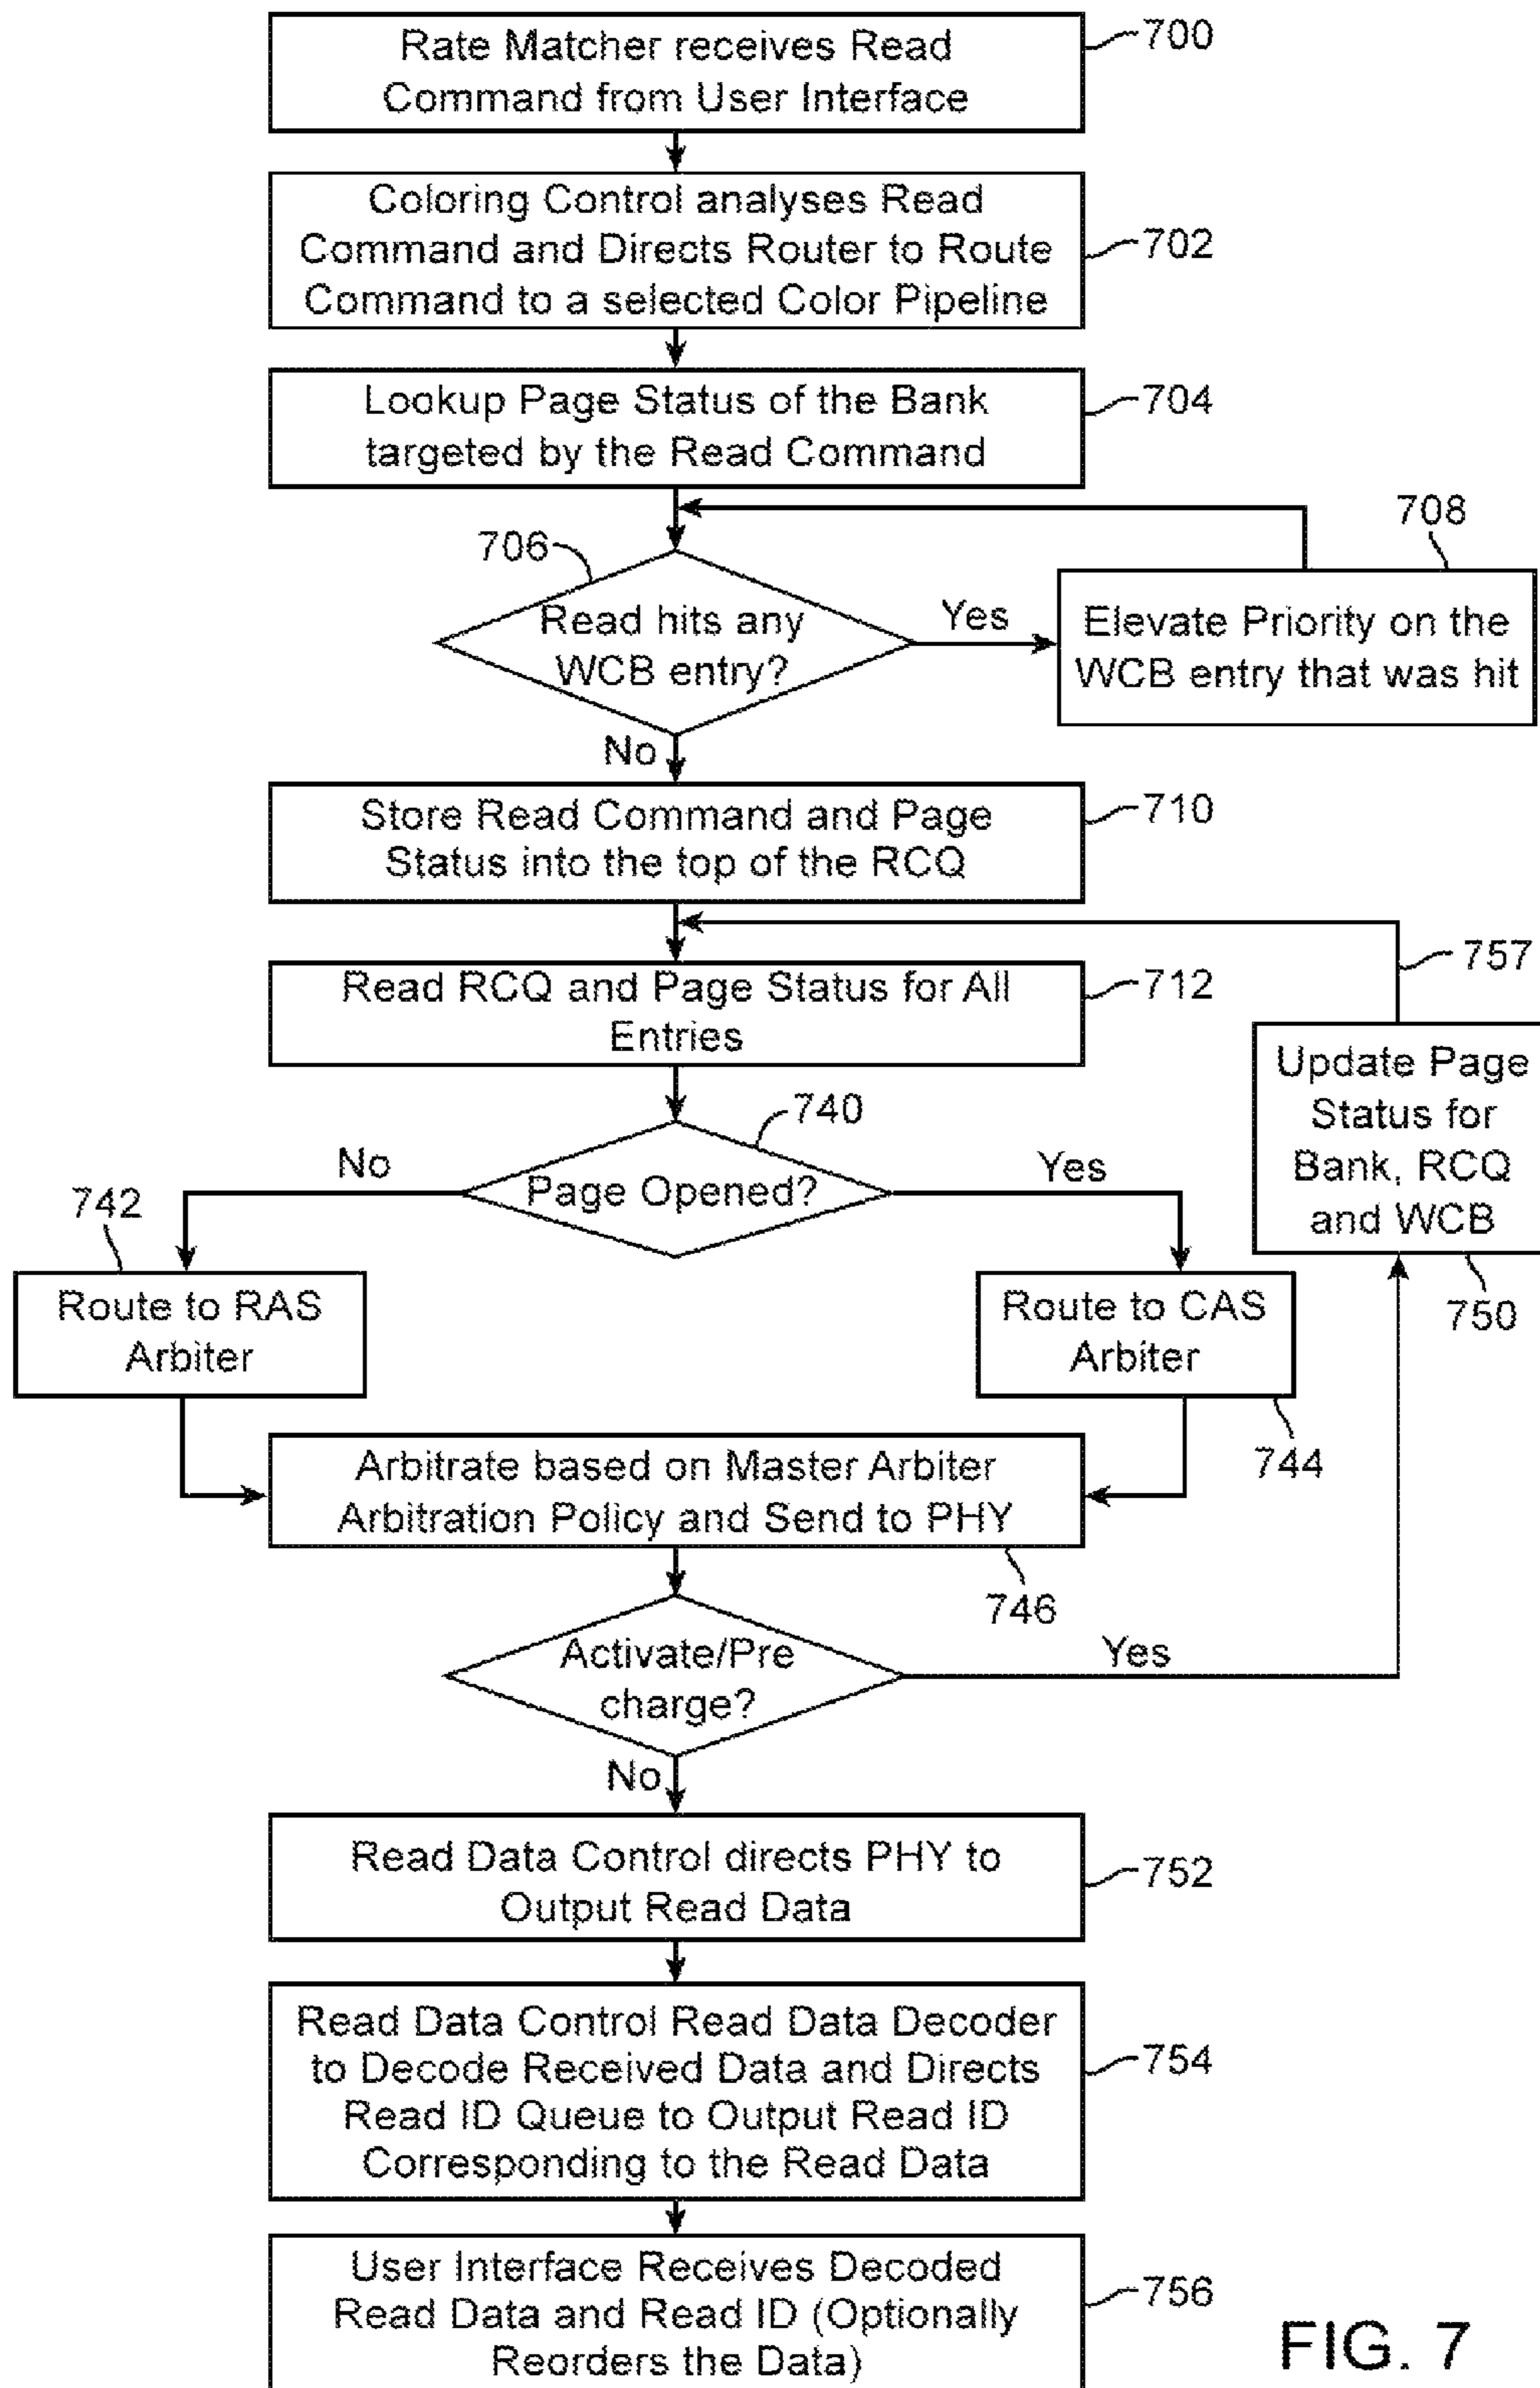 Rate Matcher receives Read
Command from User Interface
700
Coloring Control analyses Read
Command and Directs Router to Route
Command to a selected Color Pipeline
702
Lookup Page Status of the Bank
targeted by the Read Command
704
706
Read hits any
WCB entry?
Yes
708
Elevate Priority on the
WCB entry that was hit
No
Store Read Command and Page
Status into the top of the RCQ
710
757
Read RCQ and Page Status for All
Entries
712
Update Page
Status for
Bank, RCQ
and WCB
750
740
Page Opened?
No
Yes
742
Route to RAS
Arbiter
Route to CAS
Arbiter
744
Arbitrate based on Master Arbiter
Arbitration Policy and Send to PHY
746
Activate/Pre
charge?
Yes
No
Read Data Control directs PHY to
Output Read Data
752
Read Data Control Read Data Decoder
to Decode Received Data and Directs
Read ID Queue to Output Read ID
Corresponding to the Read Data
754
User Interface Receives Decoded
Read Data and Read ID (Optionally
Reorders the Data)
756
FIG. 7